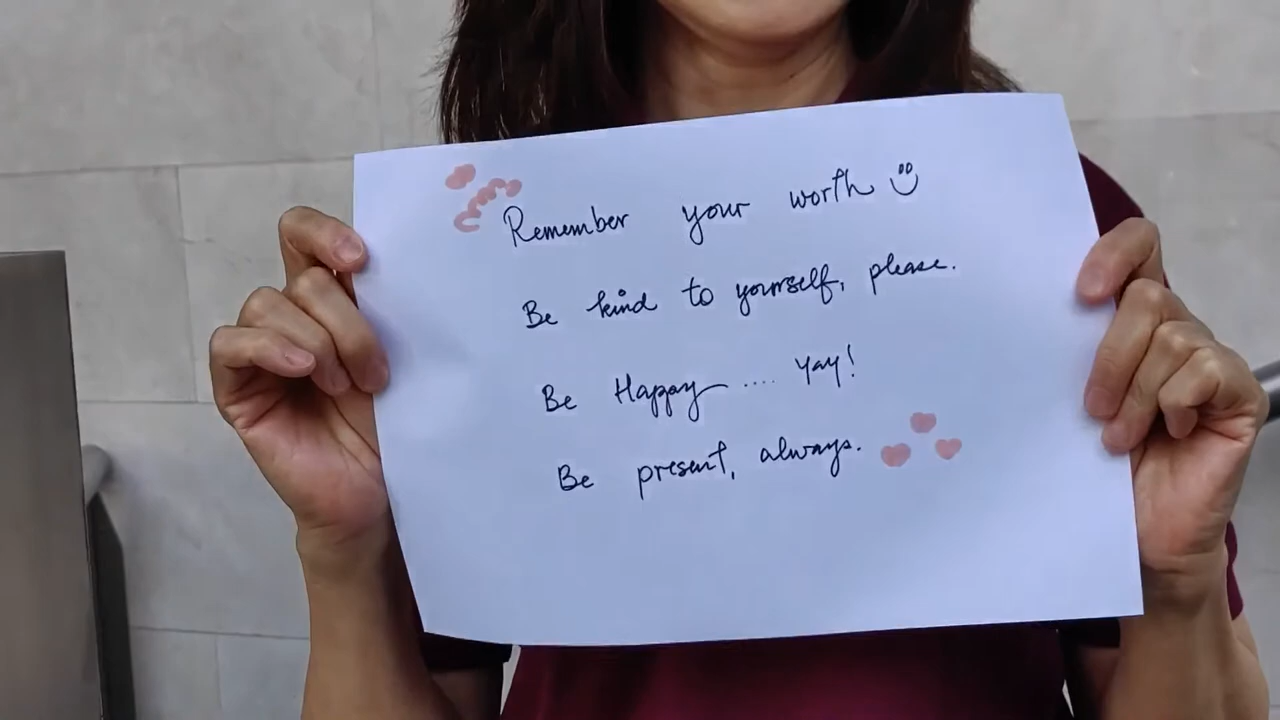 Remember your worth
Be kind to yourself, please.
Be Happy .... Yay!
Be present, always.